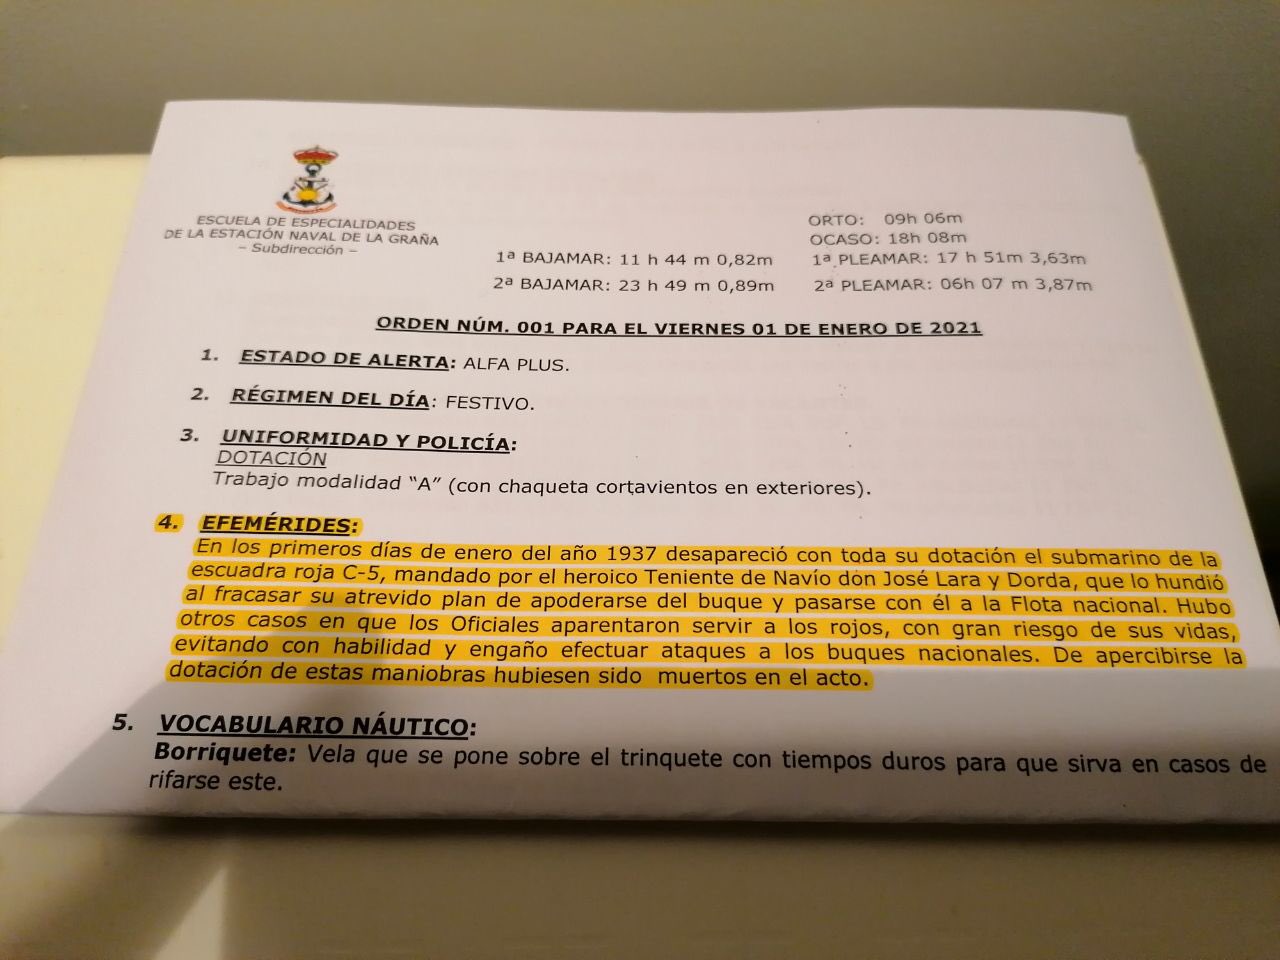 ESCUELA DE ESPECIALIDADES
DE LA ESTACIÓN NAVAL DE LA GRAÑA
– Subdirección –
ORTO: 09h 06m
OCASO: 18h 08m
1ª BAJAMAR: 11 h 44 m 0,82m 1ª PLEAMAR: 17 h 51m 3,63m
2ª BAJAMAR: 23 h 49 m 0,89m 2ª PLEAMAR: 06h 07 m 3,87m
ORDEN NÚM. 001 PARA EL VIERNES 01 DE ENERO DE 2021
1. ESTADO DE ALERTA: ALFA PLUS.
2. RÉGIMEN DEL DÍA: FESTIVO.
3. UNIFORMIDAD Y POLICÍA:
DOTACIÓN
Trabajo modalidad “A” (con chaqueta cortavientos en exteriores).
4. EFEMÉRIDES:
En los primeros días de enero del año 1937 desapareció con toda su dotación el submarino de la
escuadra roja C-5, mandado por el heroico Teniente de Navío don José Lara y Dorda, que lo hundió
al fracasar su atrevido plan de apoderarse del buque y pasarse con él a la Flota nacional. Hubo
otros casos en que los Oficiales aparentaron servir a los rojos, con gran riesgo de sus vidas,
evitando con habilidad y engaño efectuar ataques a los buques nacionales. De apercibirse la
dotación de estas maniobras hubiesen sido muertos en el acto.
5. VOCABULARIO NÁUTICO:
Borriquete: Vela que se pone sobre el trinquete con tiempos duros para que sirva en casos de
rifarse este.